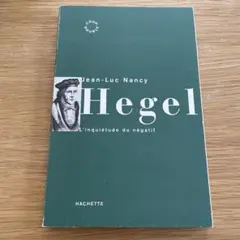 Jean-Luc Nancy
Hegel
L'inquiétude du négatif
HACHETTE